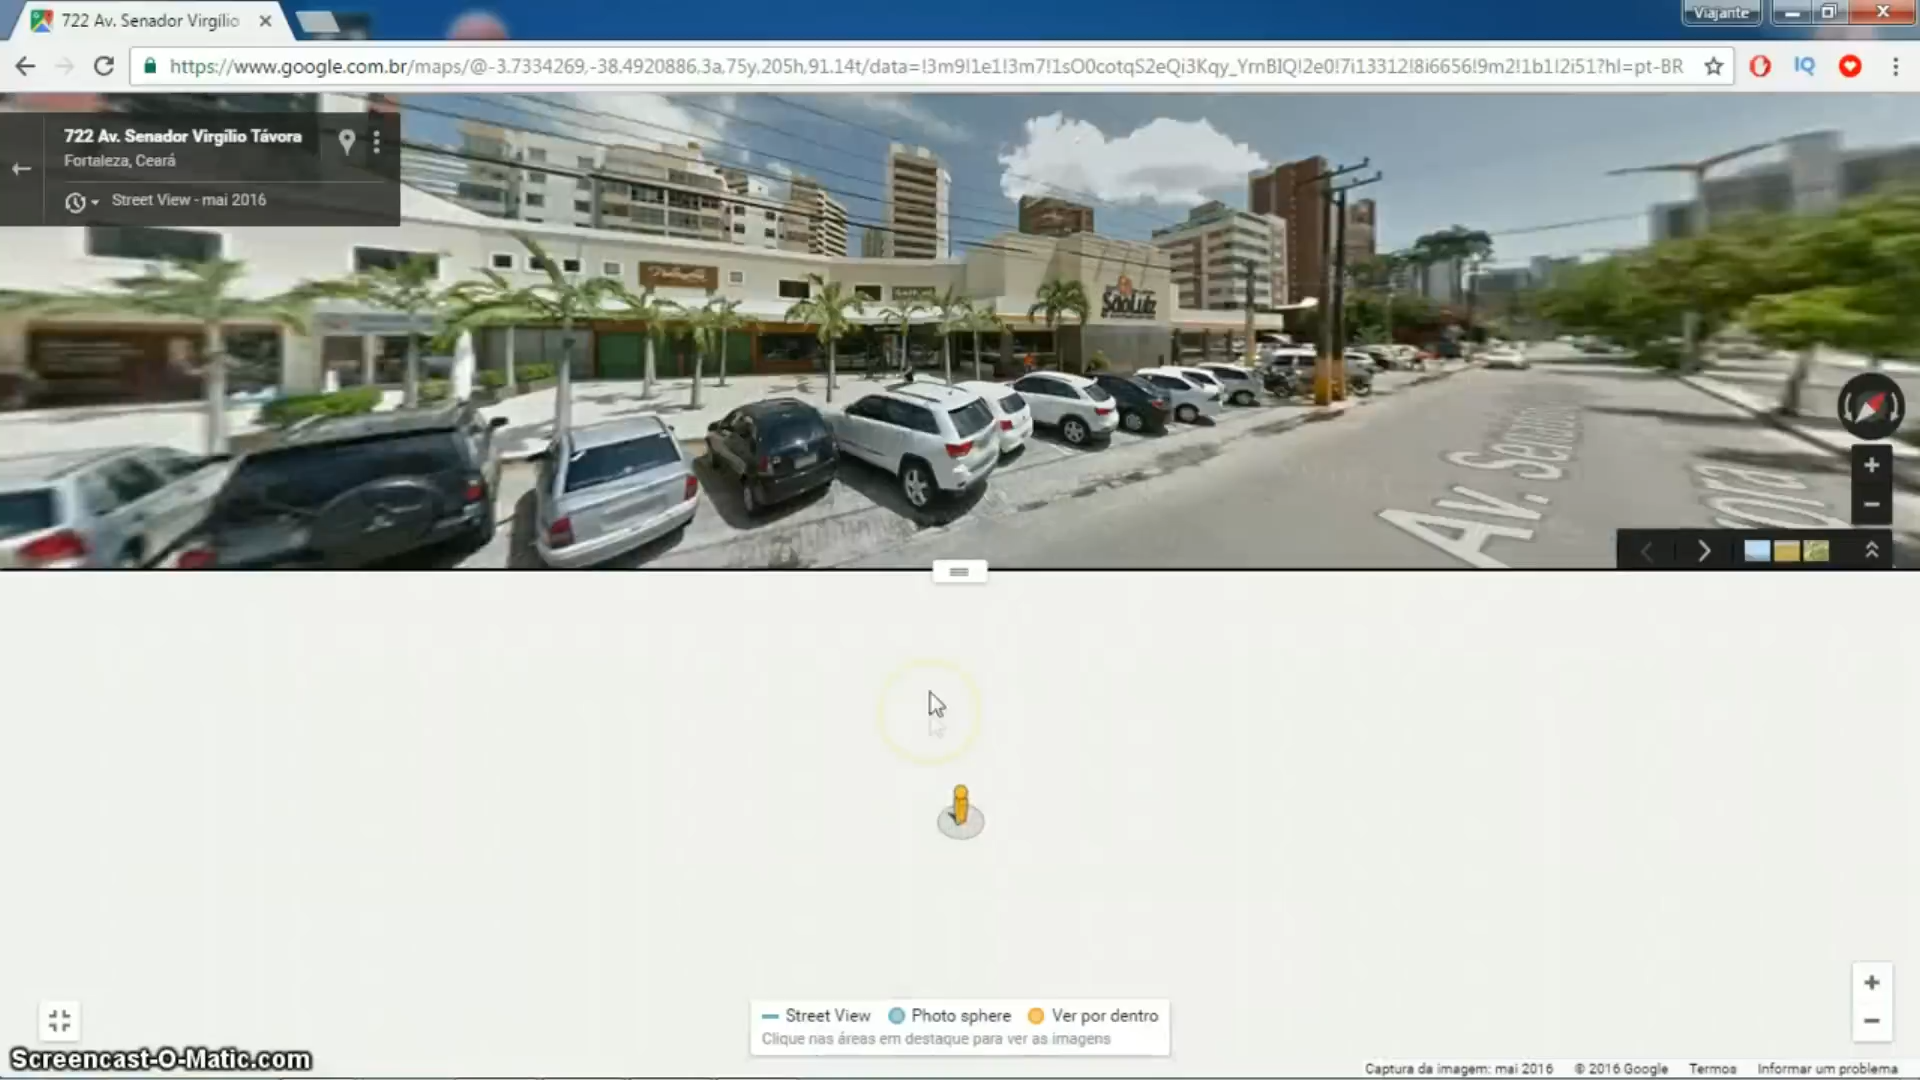 722 Av. Senador Virgílio
Viajante
https://www.google.com.br/maps/@-3.7334269,-38.4920886,3a,75y,205h,91.14t/data=!3m9!1e1!3m7!1sO0cotqS2eQi3Kqy_YrnBIQ!2e0!7i13312!8i6656!9m2!1b1!2i51?hl=pt-BR
IQ
722 Av. Senador Virgílio Távora
Fortaleza, Ceará
Street View - mai 2016
SãoLuiz
Av. Senador
ora
Street View
Photo sphere
Ver por dentro
Clique nas áreas em destaque para ver as imagens
Screencast-O-Matic.com
Captura da imagem: mai 2016
© 2016 Google
Termos
Informar um problema